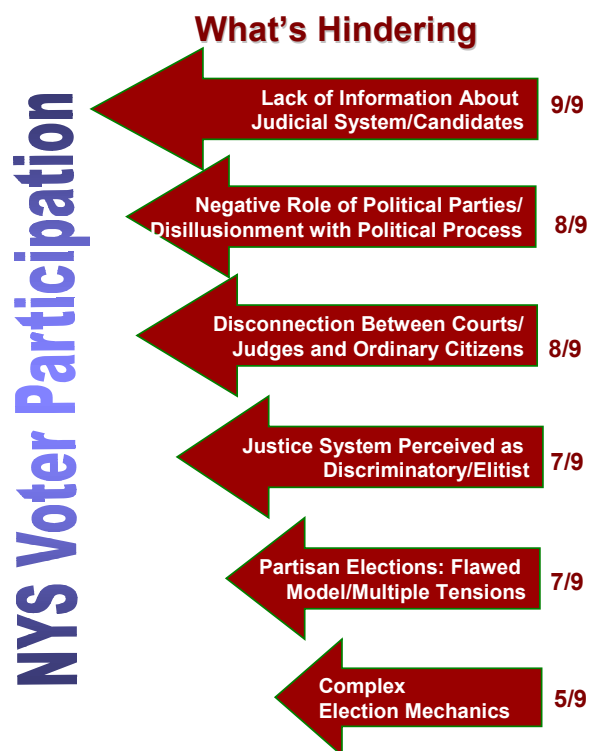 What's Hindering
NYS Voter Participation
Lack of Information About
Judicial System/Candidates
9/9
Negative Role of Political Parties/
Disillusionment with Political Process
8/9
Disconnection Between Courts/
Judges and Ordinary Citizens
8/9
Justice System Perceived as
Discriminatory/Elitist
7/9
Partisan Elections: Flawed
Model/Multiple Tensions
7/9
Complex
Election Mechanics
5/9